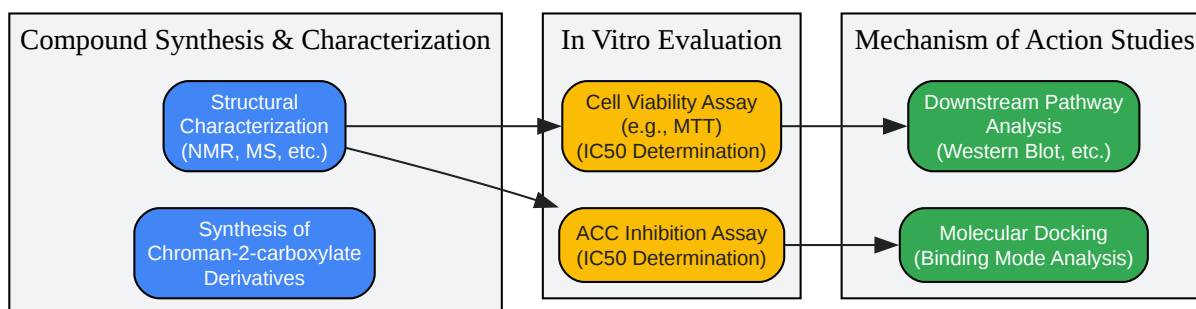 Compound Synthesis & Characterization
Structural
Characterization
(NMR, MS, etc.)
Synthesis of
Chroman-2-carboxylate
Derivatives
In Vitro Evaluation
Cell Viability Assay
(e.g., MTT)
(IC50 Determination)
ACC Inhibition Assay
(IC50 Determination)
Mechanism of Action Studies
Downstream Pathway
Analysis
(Western Blot, etc.)
Molecular Docking
(Binding Mode Analysis)